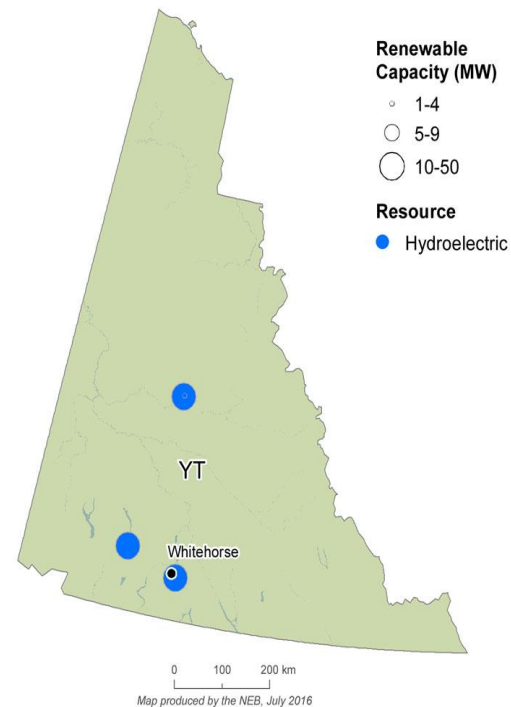 Renewable
Capacity (MW)
1-4
5-9
10-50
Resource
Hydroelectric
YT
Whitehorse
0 100 200 km
Map produced by the NEB, July 2016